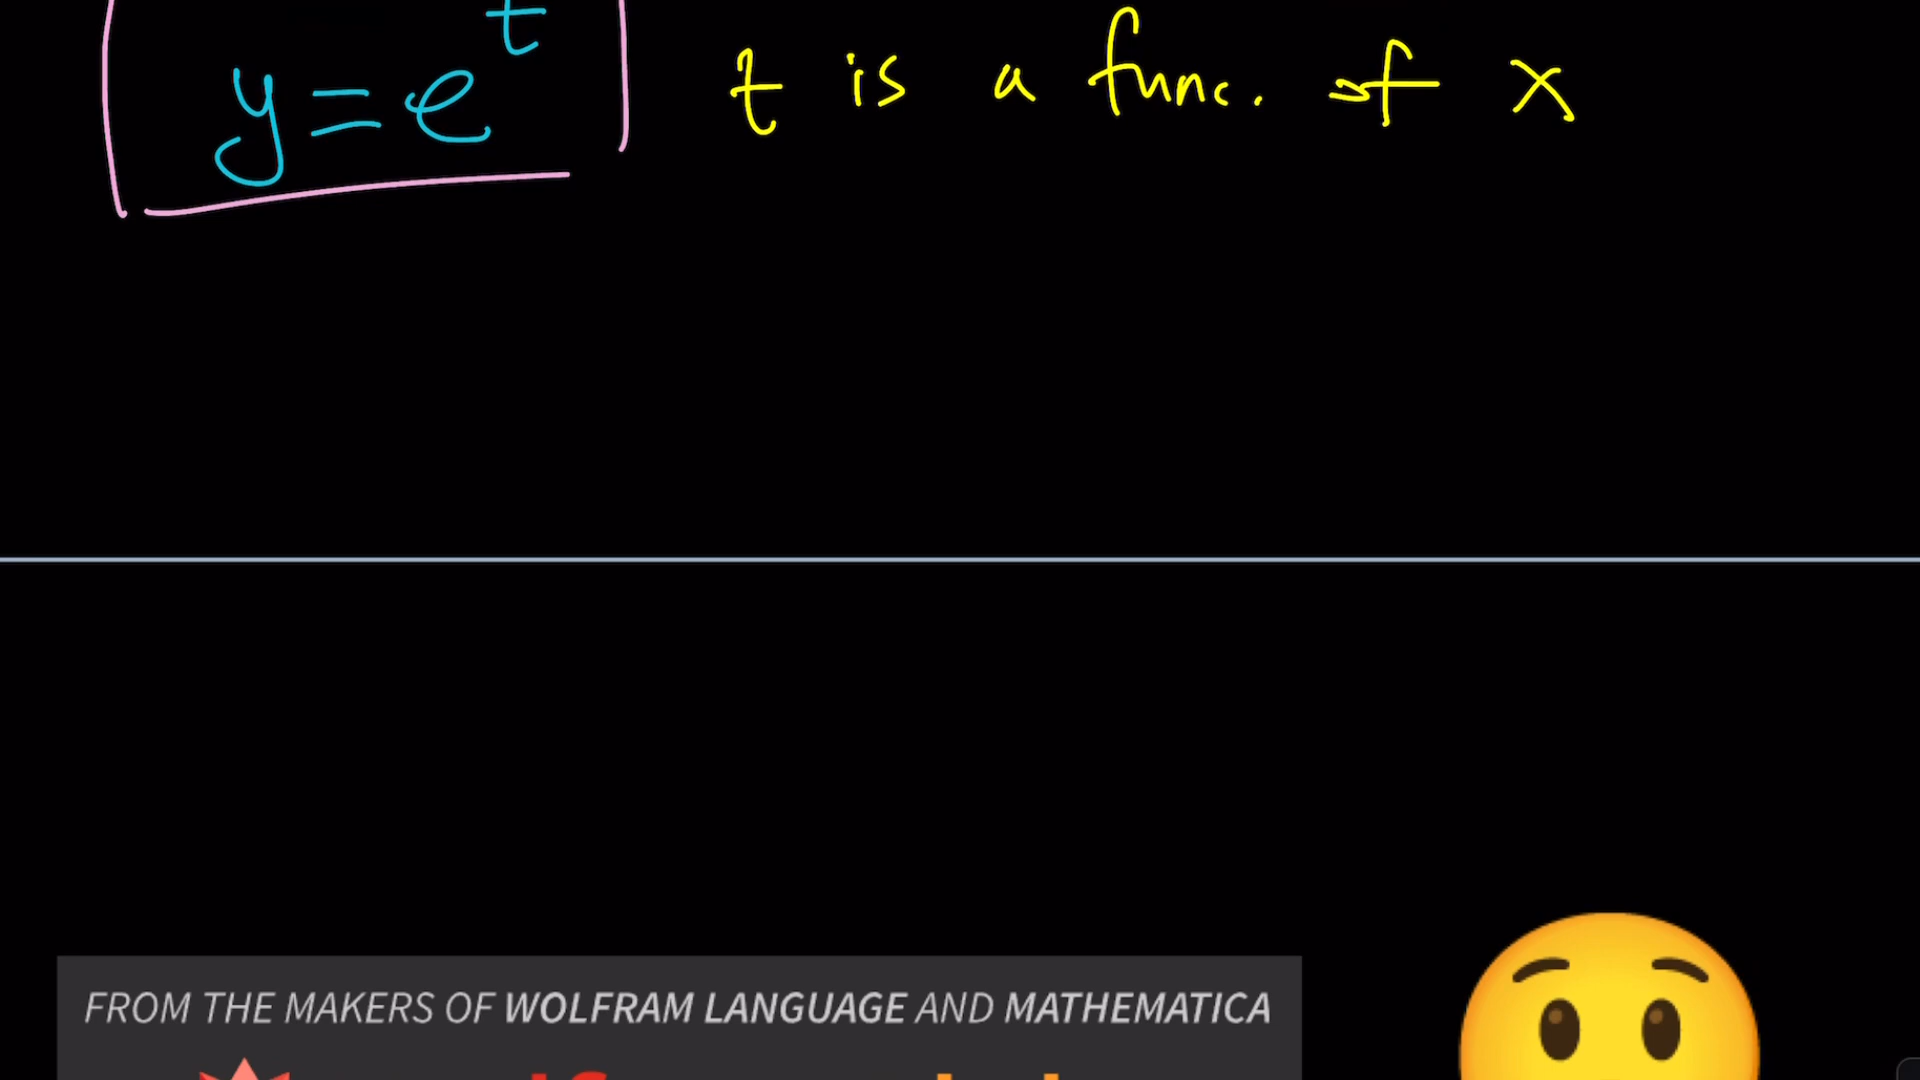 y = e^t t is a func. of x
FROM THE MAKERS OF WOLFRAM LANGUAGE AND MATHEMATICA